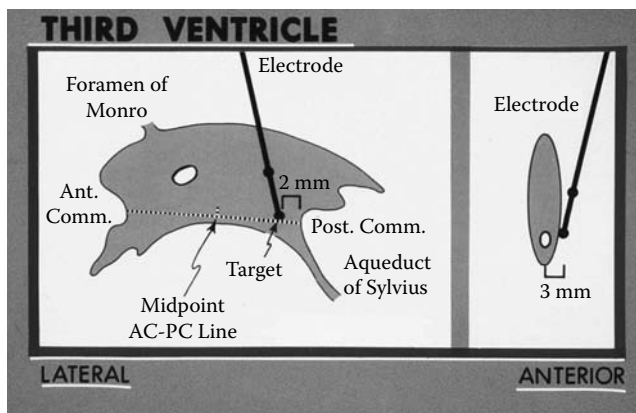 THIRD VENTRICLE
Electrode
Foramen of
Monro
2 mm
Ant.
Comm.
Post. Comm.
Target
Aqueduct
of Sylvius
Midpoint
AC-PC Line
Electrode
3 mm
LATERAL
ANTERIOR